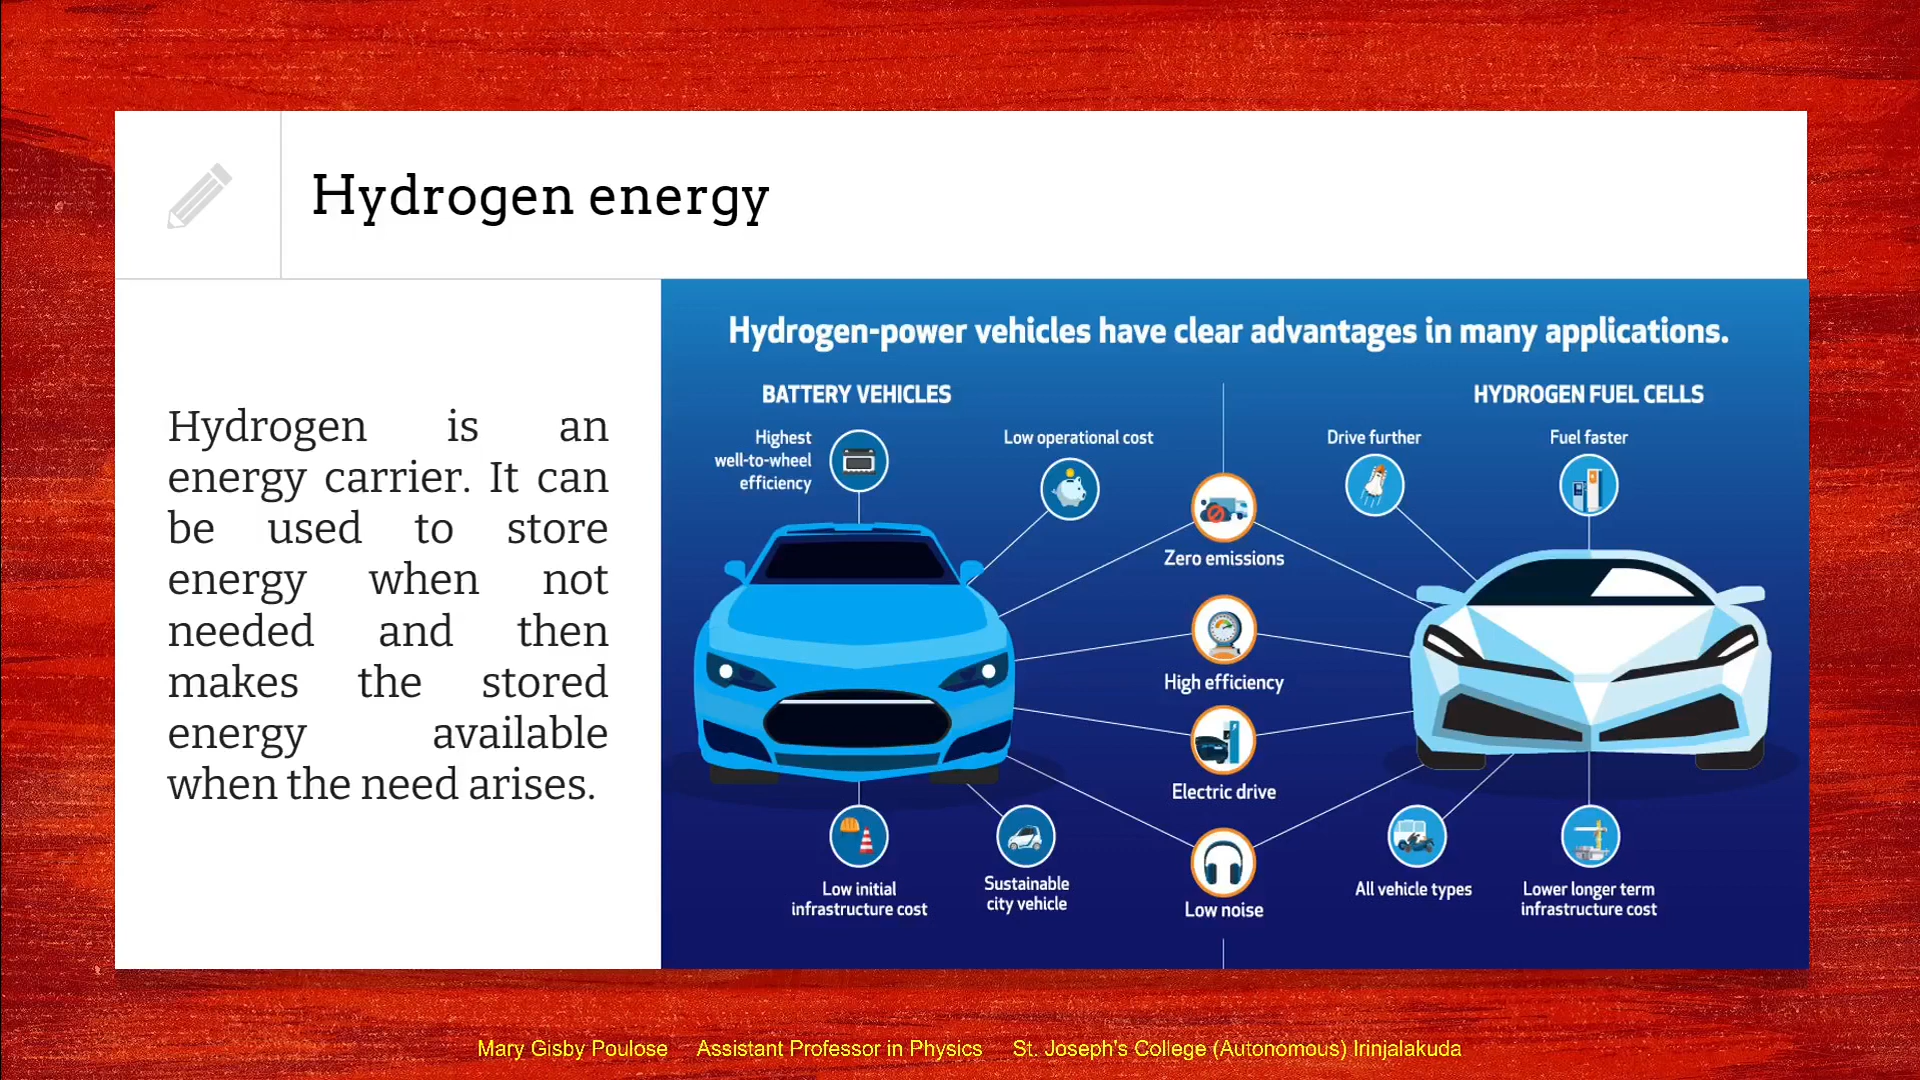 Hydrogen energy
Hydrogen is an
energy carrier. It can
be used to store
energy when not
needed and then
makes the stored
energy available
when the need arises.
Hydrogen-power vehicles have clear advantages in many applications.
BATTERY VEHICLES
Highest
well-to-wheel
efficiency
Low operational cost
Low initial
infrastructure cost
Sustainable
city vehicle
Zero emissions
High efficiency
Electric drive
Low noise
HYDROGEN FUEL CELLS
Drive further
Fuel faster
All vehicle types
Lower longer term
infrastructure cost
Mary Gisby Poulose Assistant Professor in Physics St. Joseph's College (Autonomous) Irinjalakuda